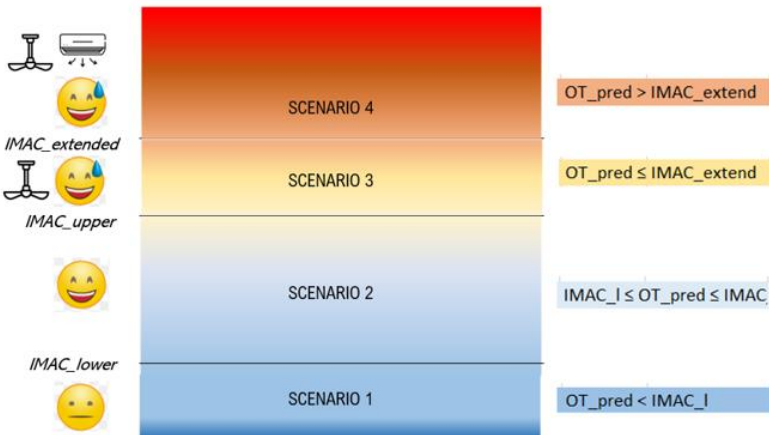 SCENARIO 4
OT_pred > IMAC_extend
IMAC_extended
SCENARIO 3
OT_pred ≤ IMAC_extend
IMAC_upper
SCENARIO 2
IMAC_l ≤ OT_pred ≤ IMAC_
IMAC_lower
SCENARIO 1
OT_pred < IMAC_l